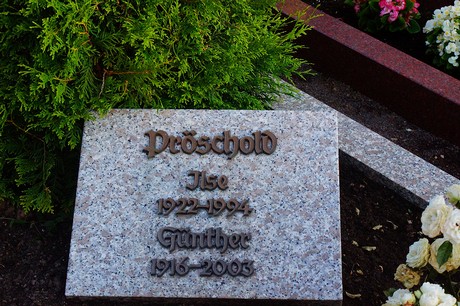 Pröschold
Ilse
1922–1994
Günther
1916–2003